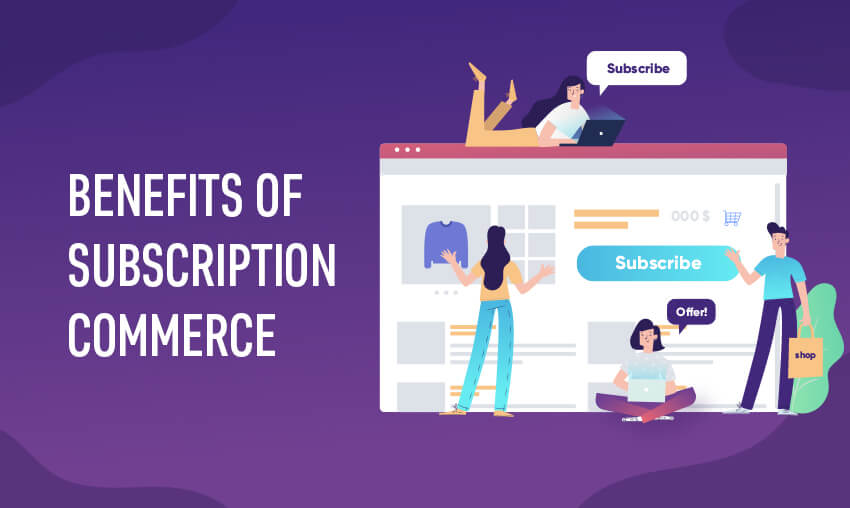 BENEFITS OF
SUBSCRIPTION
COMMERCE
Subscribe
000 $
Subscribe
Offer!
shop